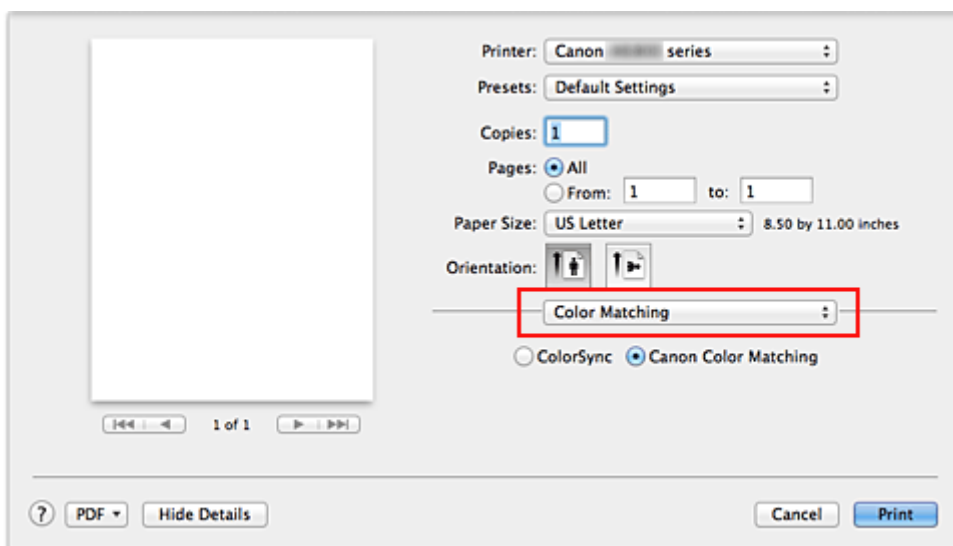 Printer: Canon series
Presets: Default Settings
Copies: 1
Pages: All
From: 1 to: 1
Paper Size: US Letter 8.50 by 11.00 inches
Orientation:
Color Matching
ColorSync Canon Color Matching
1 of 1
? PDF Hide Details Cancel Print